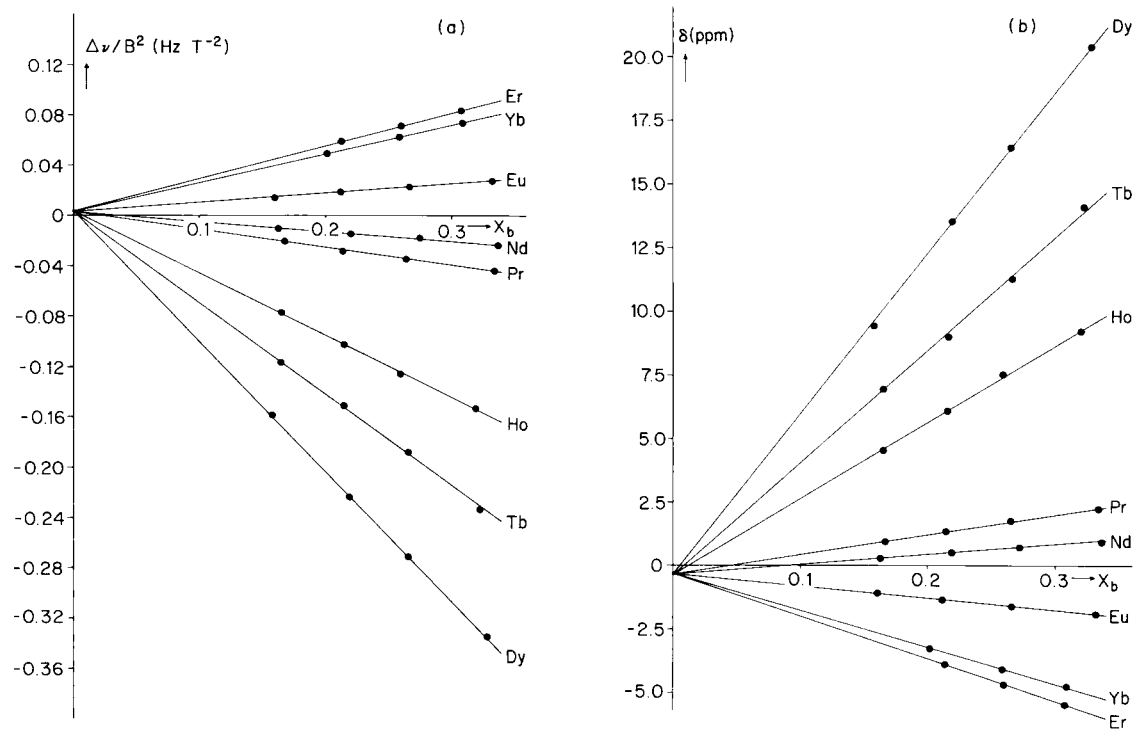 (a)
Δν/B² (Hz T⁻²)
0.12
0.08
0.04
0
-0.04
-0.08
-0.12
-0.16
-0.20
-0.24
-0.28
-0.32
-0.36
0.1
0.2
0.3
X_b
Er
Yb
Eu
Nd
Pr
Ho
Tb
Dy
(b)
δ(ppm)
20.0
17.5
15.0
12.5
10.0
7.5
5.0
2.5
0
-2.5
-5.0
0.1
0.2
0.3
X_b
Dy
Tb
Ho
Pr
Nd
Eu
Yb
Er